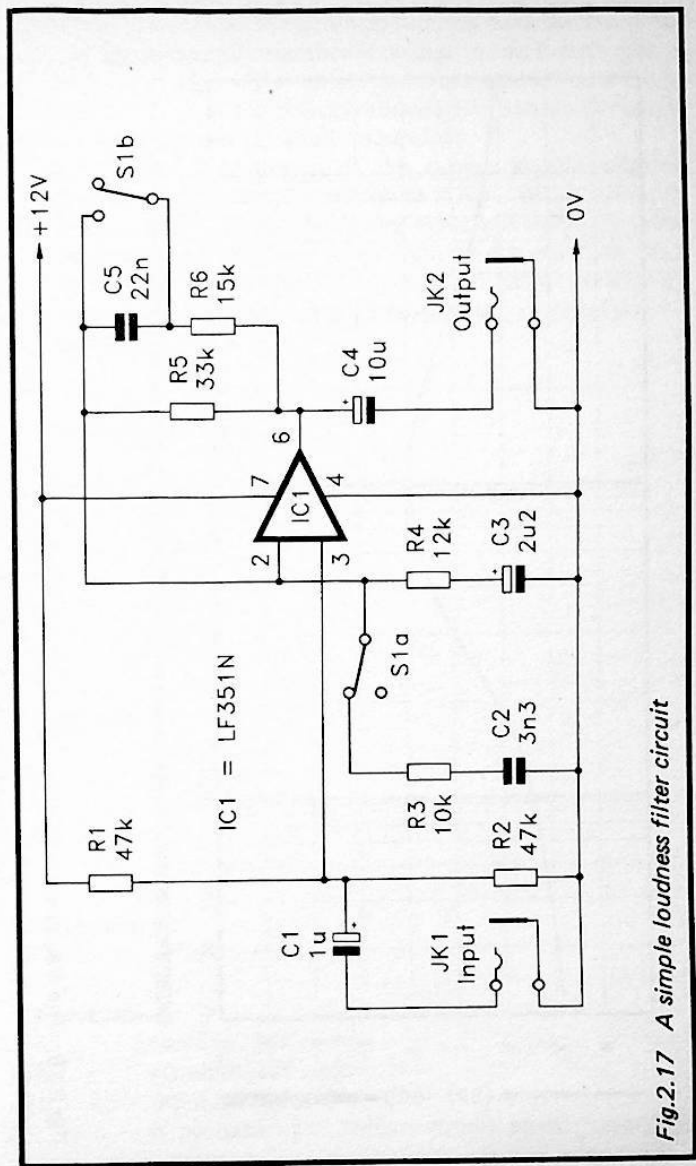 +12V
S1b
C5
22n
R6
15k
R5
33k
C4
10u
JK2
Output
6
7
4
IC1
2
3
R4
12k
C3
2u2
S1a
IC1 = LF351N
R3
10k
C2
3n3
R1
47k
R2
47k
C1
1u
JK1
Input
0V
+
+
+
Fig.2.17 A simple loudness filter circuit